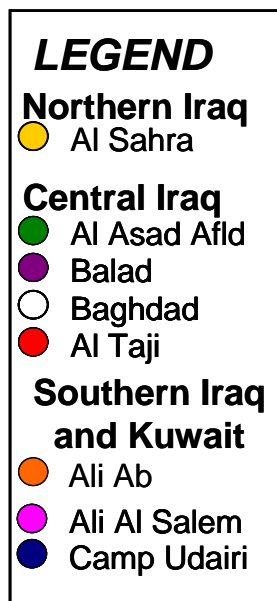 LEGEND
Northern Iraq
Al Sahra
Central Iraq
Al Asad Afld
Balad
Baghdad
Al Taji
Southern Iraq
and Kuwait
Ali Ab
Ali Al Salem
Camp Udairi